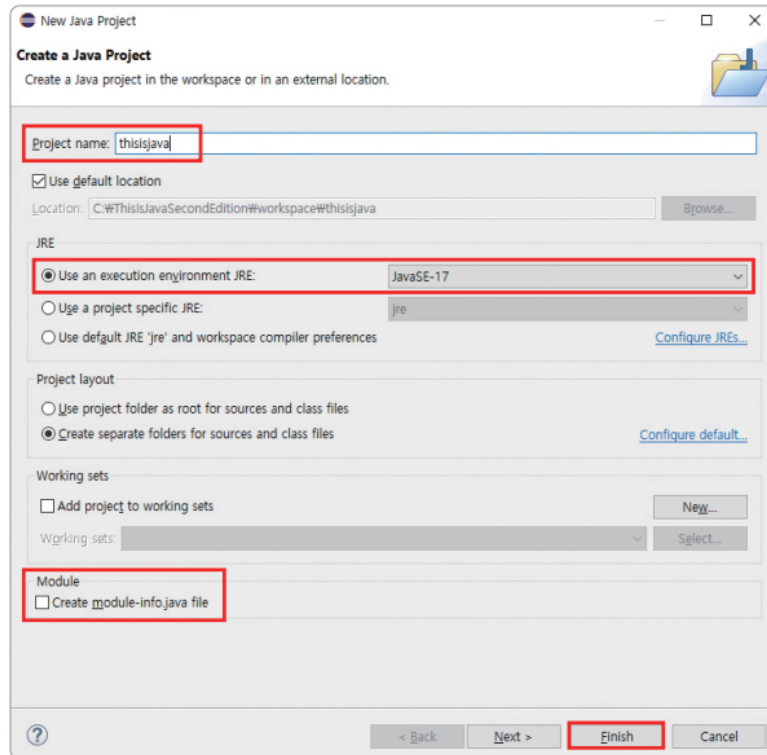 New Java Project
Create a Java Project
Create a Java project in the workspace or in an external location.
Project name: thisisjava
Use default location
Location: C:₩ThisIsJavaSecondEdition₩workspace₩thisisjava Browse...
JRE
Use an execution environment JRE: JavaSE-17
Use a project specific JRE: jre
Use default JRE 'jre' and workspace compiler preferences Configure JREs...
Project layout
Use project folder as root for sources and class files
Create separate folders for sources and class files Configure default...
Working sets
Add project to working sets New...
Working sets: Select...
Module
Create module-info.java file
? < Back Next > Finish Cancel